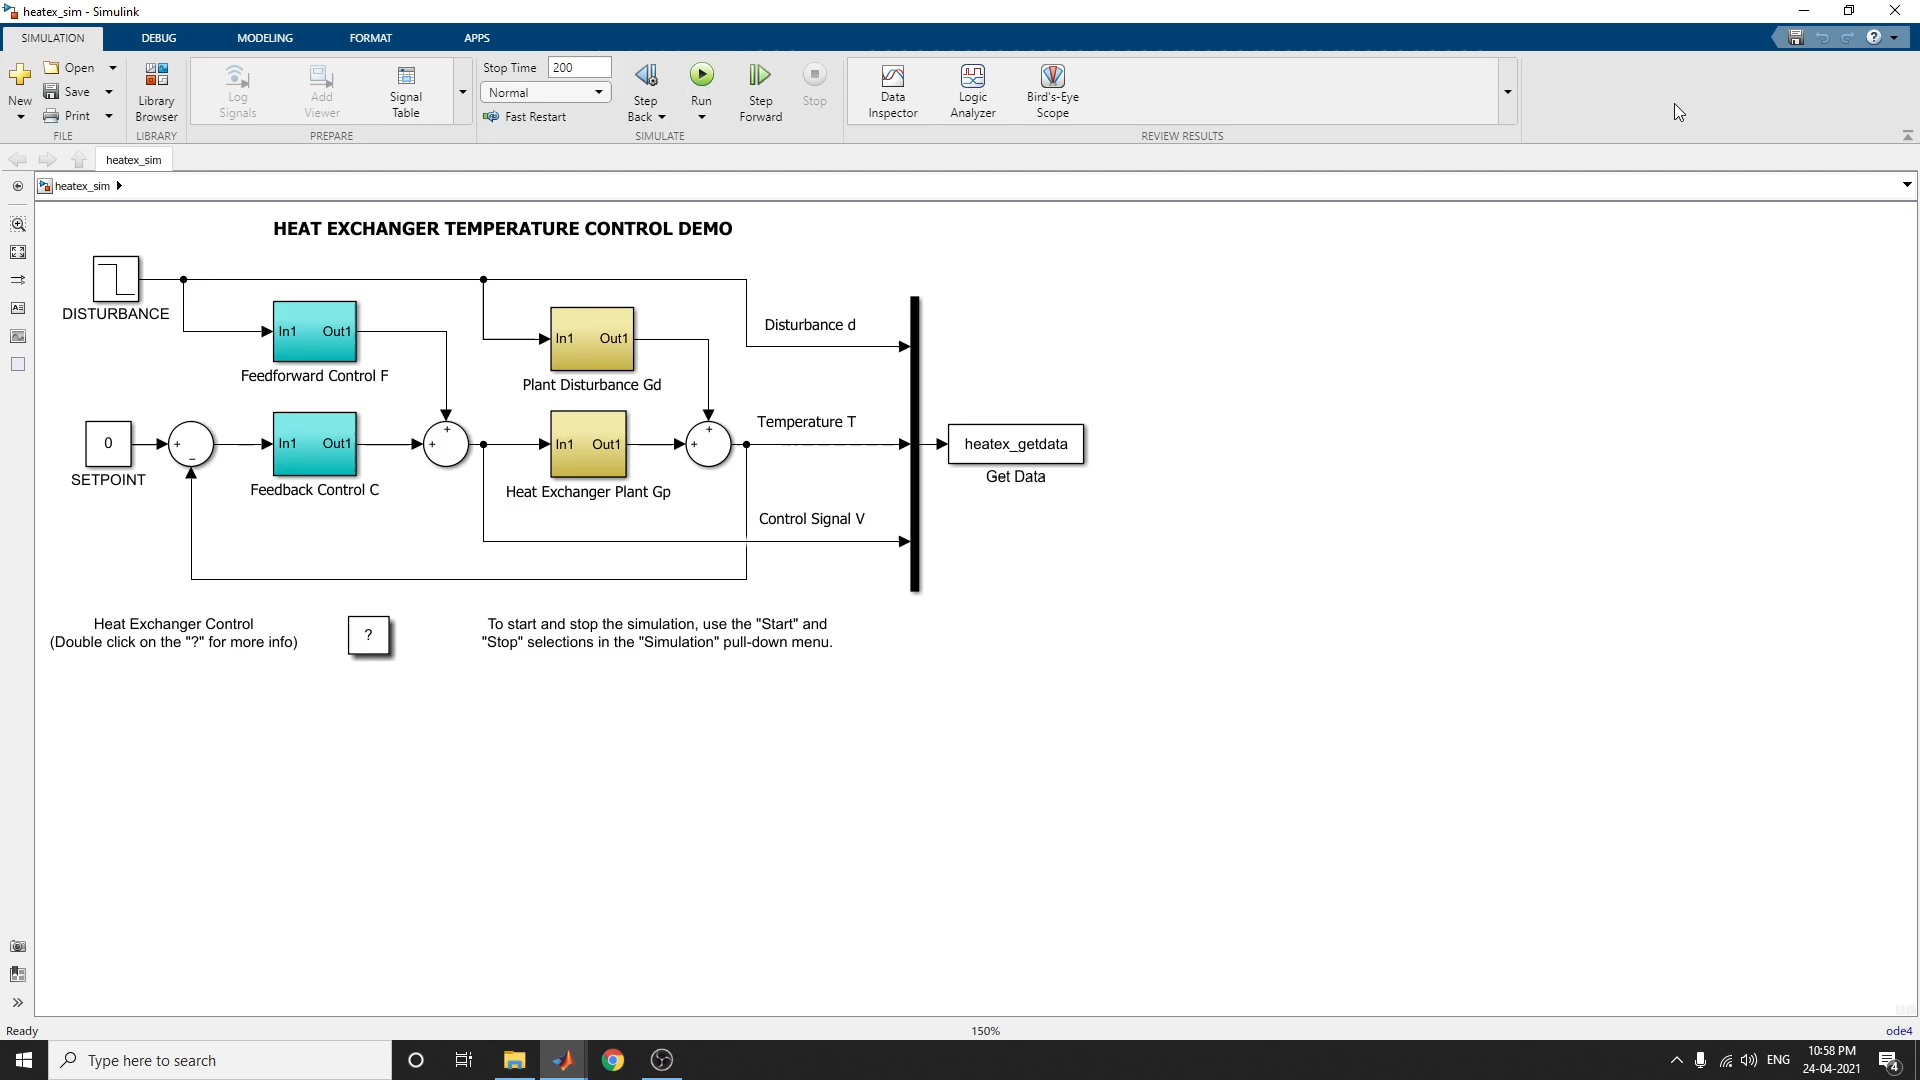 heatex_sim - Simulink
SIMULATION DEBUG MODELING FORMAT APPS
New
Open
Save
Print
FILE
Library
Browser
LIBRARY
Log
Signals
Add
Viewer
Signal
Table
PREPARE
Stop Time 200
Normal
Fast Restart
Step
Back
Run
Step
Forward
Stop
SIMULATE
Data
Inspector
Logic
Analyzer
Bird's-Eye
Scope
REVIEW RESULTS
heatex_sim
heatex_sim
HEAT EXCHANGER TEMPERATURE CONTROL DEMO
DISTURBANCE
In1 Out1
Feedforward Control F
In1 Out1
Plant Disturbance Gd
Disturbance d
0
SETPOINT
In1 Out1
Feedback Control C
In1 Out1
Heat Exchanger Plant Gp
Temperature T
Control Signal V
heatex_getdata
Get Data
Heat Exchanger Control
(Double click on the "?" for more info)
?
To start and stop the simulation, use the "Start" and
"Stop" selections in the "Simulation" pull-down menu.
Ready 150% ode4
Type here to search
ENG
10:58 PM
24-04-2021
4